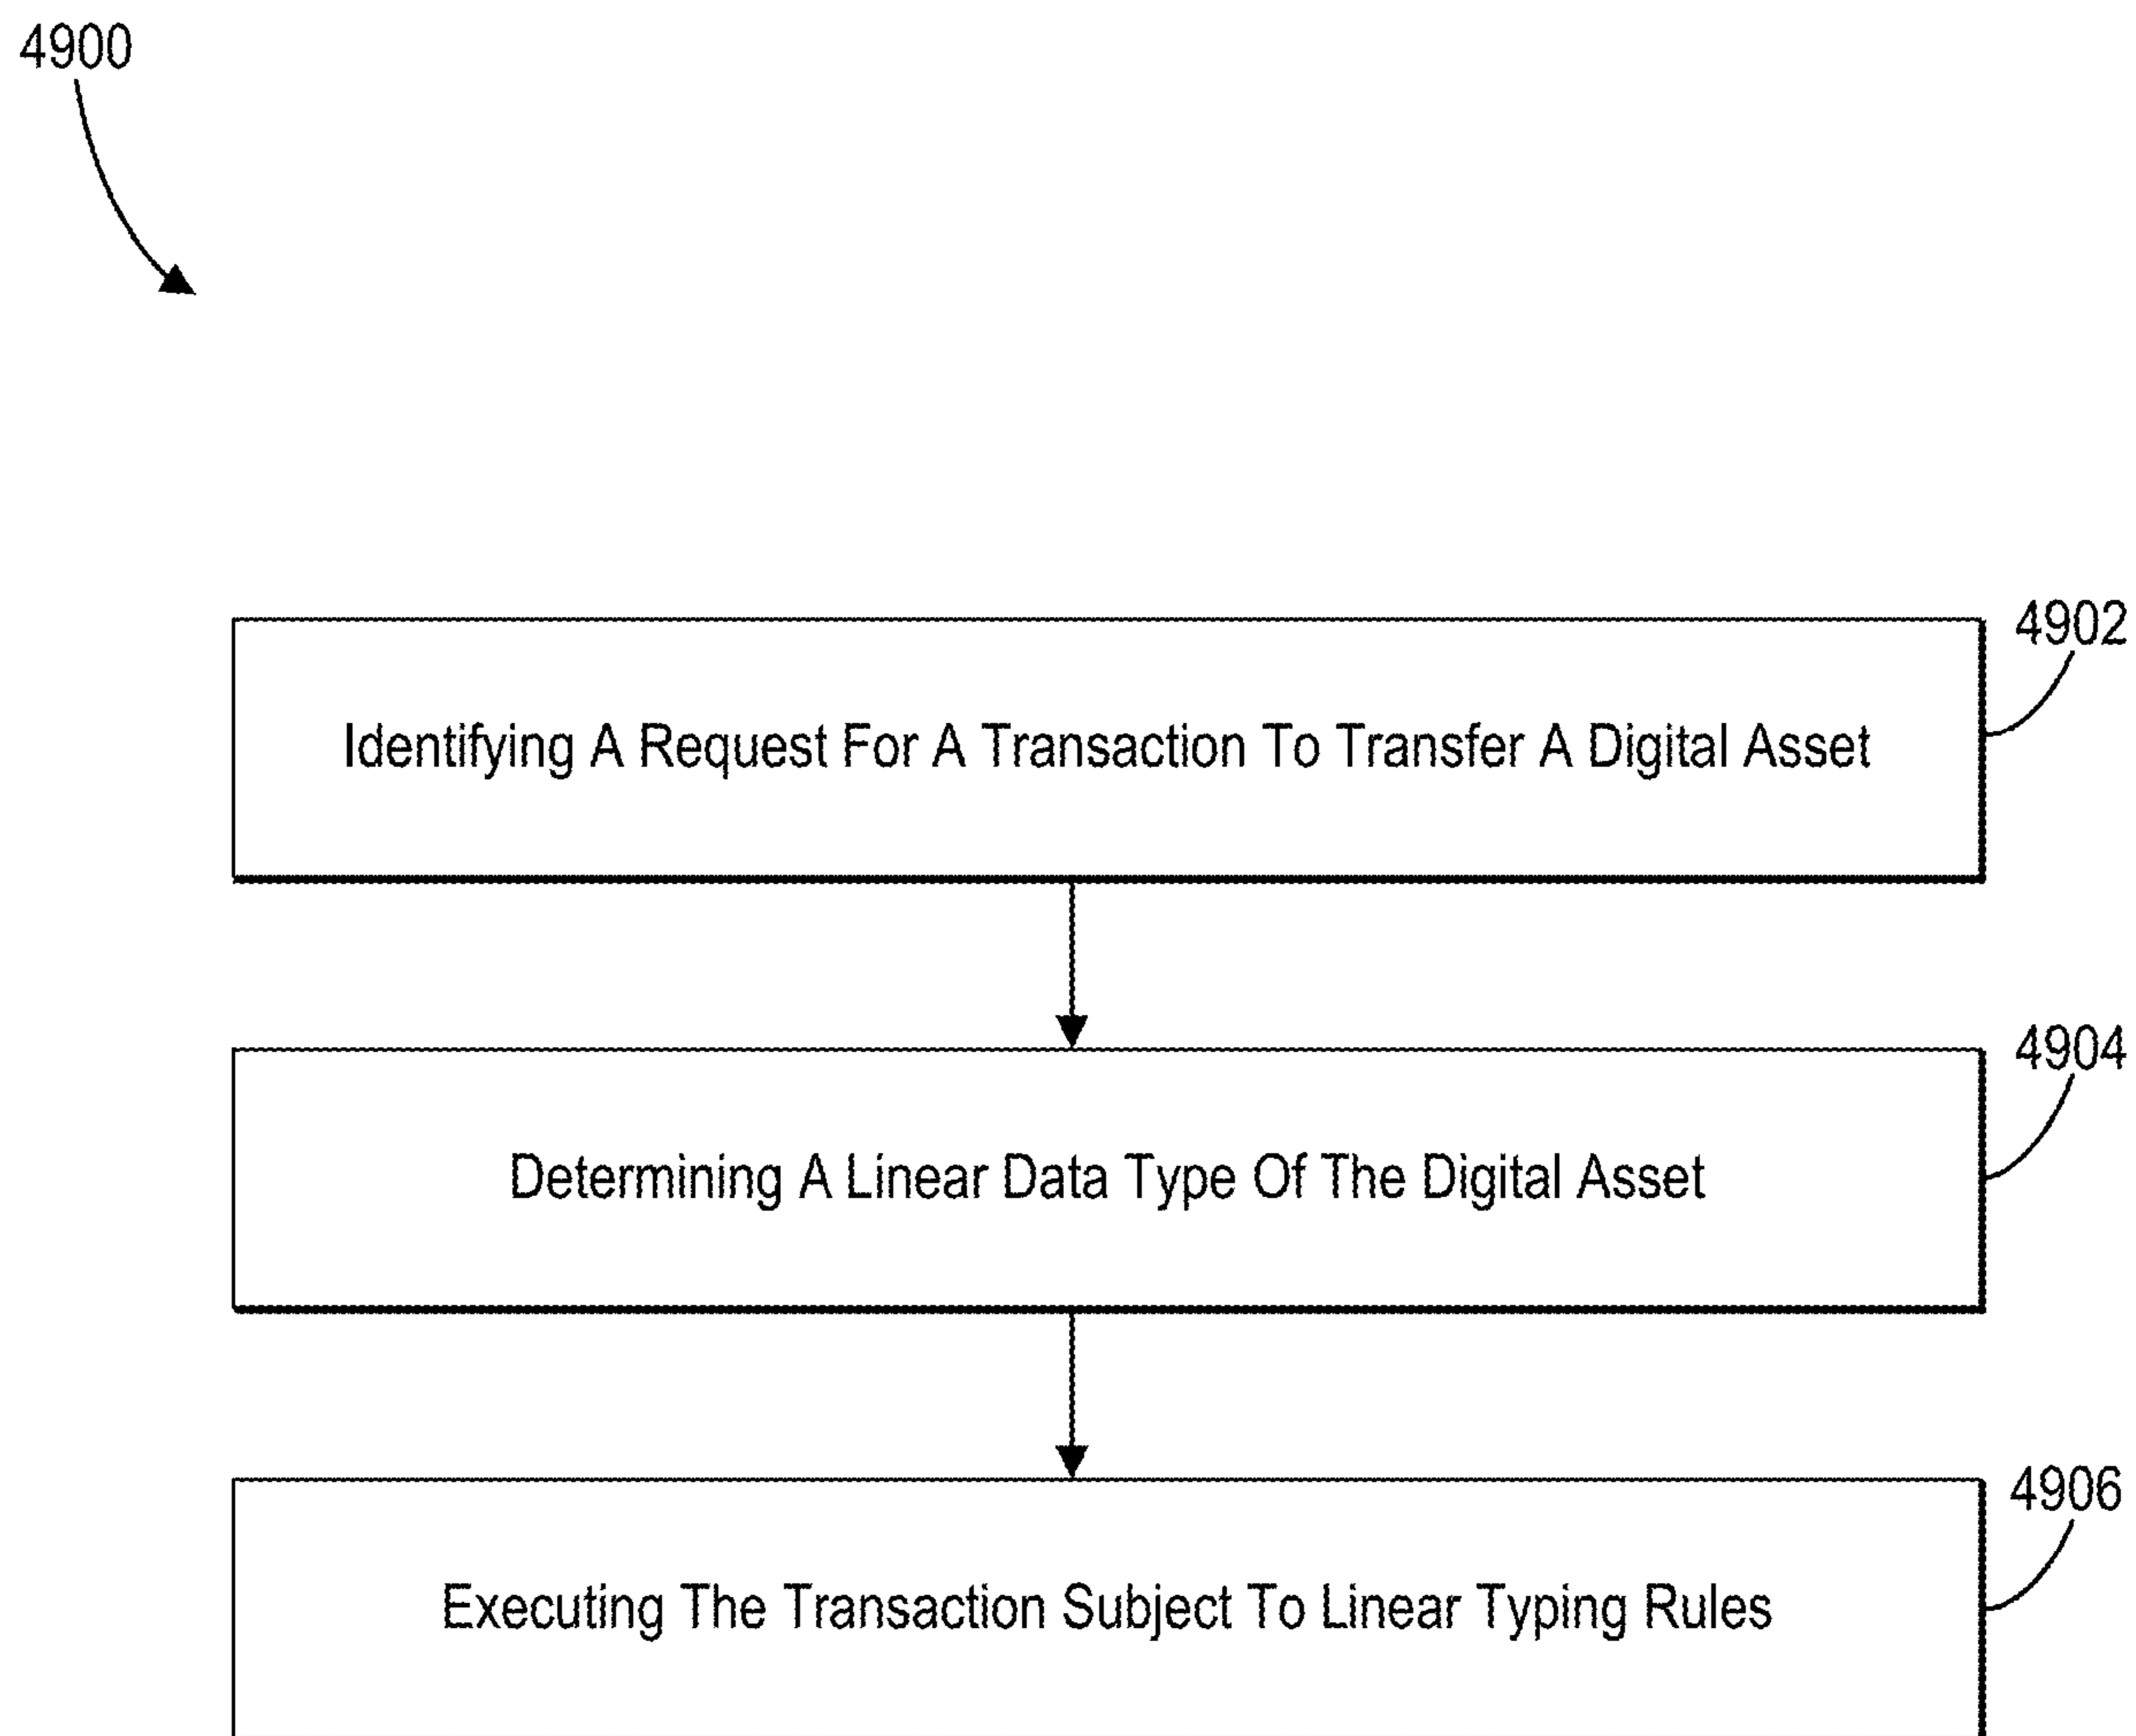 4900
4902
Identifying A Request For A Transaction To Transfer A Digital Asset
4904
Determining A Linear Data Type Of The Digital Asset
4906
Executing The Transaction Subject To Linear Typing Rules